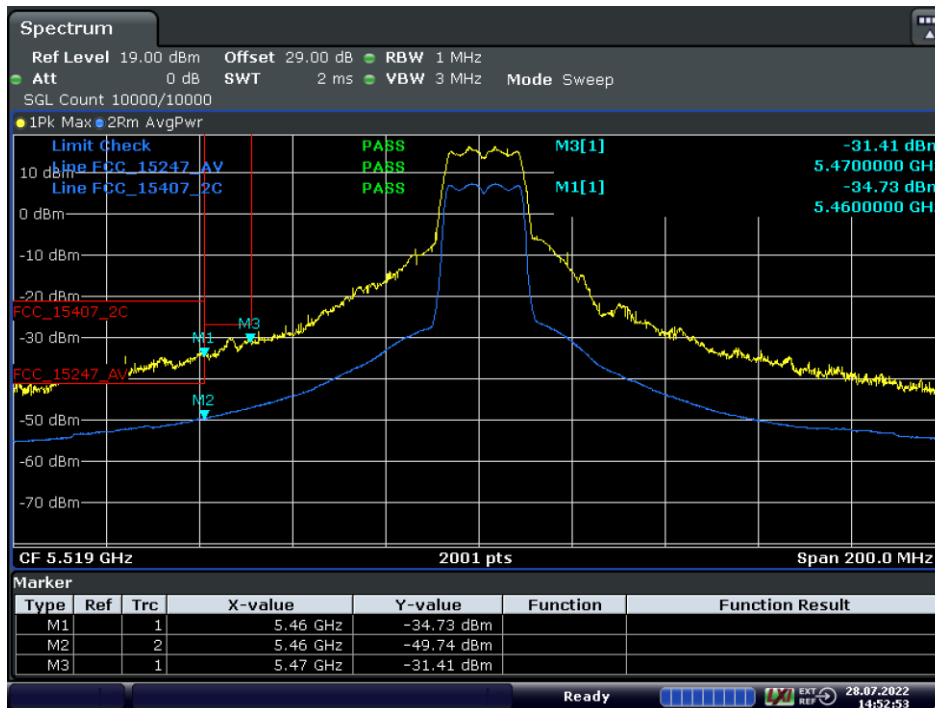 Spectrum
Ref Level 19.00 dBm Offset 29.00 dB RBW 1 MHz
Att 0 dB SWT 2 ms VBW 3 MHz Mode Sweep
SGL Count 10000/10000
1Pk Max 2Rm AvgPwr
Limit Check PASS M3[1] -31.41 dBm
Line FCC_15247_AV PASS 5.4700000 GH
10 dBm
Line FCC_15407_2C PASS M1[1] -34.73 dBm
0 dBm 5.4600000 GH
-10 dBm
-20 dBm
FCC_15407_2C
M3
-30 dBm
M1
FCC_15247_AV
M2
-50 dBm
-60 dBm
-70 dBm
CF 5.519 GHz 2001 pts Span 200.0 MHz
Marker
Type Ref Trc X-value Y-value Function Function Result
M1 1 5.46 GHz -34.73 dBm
M2 2 5.46 GHz -49.74 dBm
M3 1 5.47 GHz -31.41 dBm
Ready LXI EXT REF 28.07.2022
14:52:53